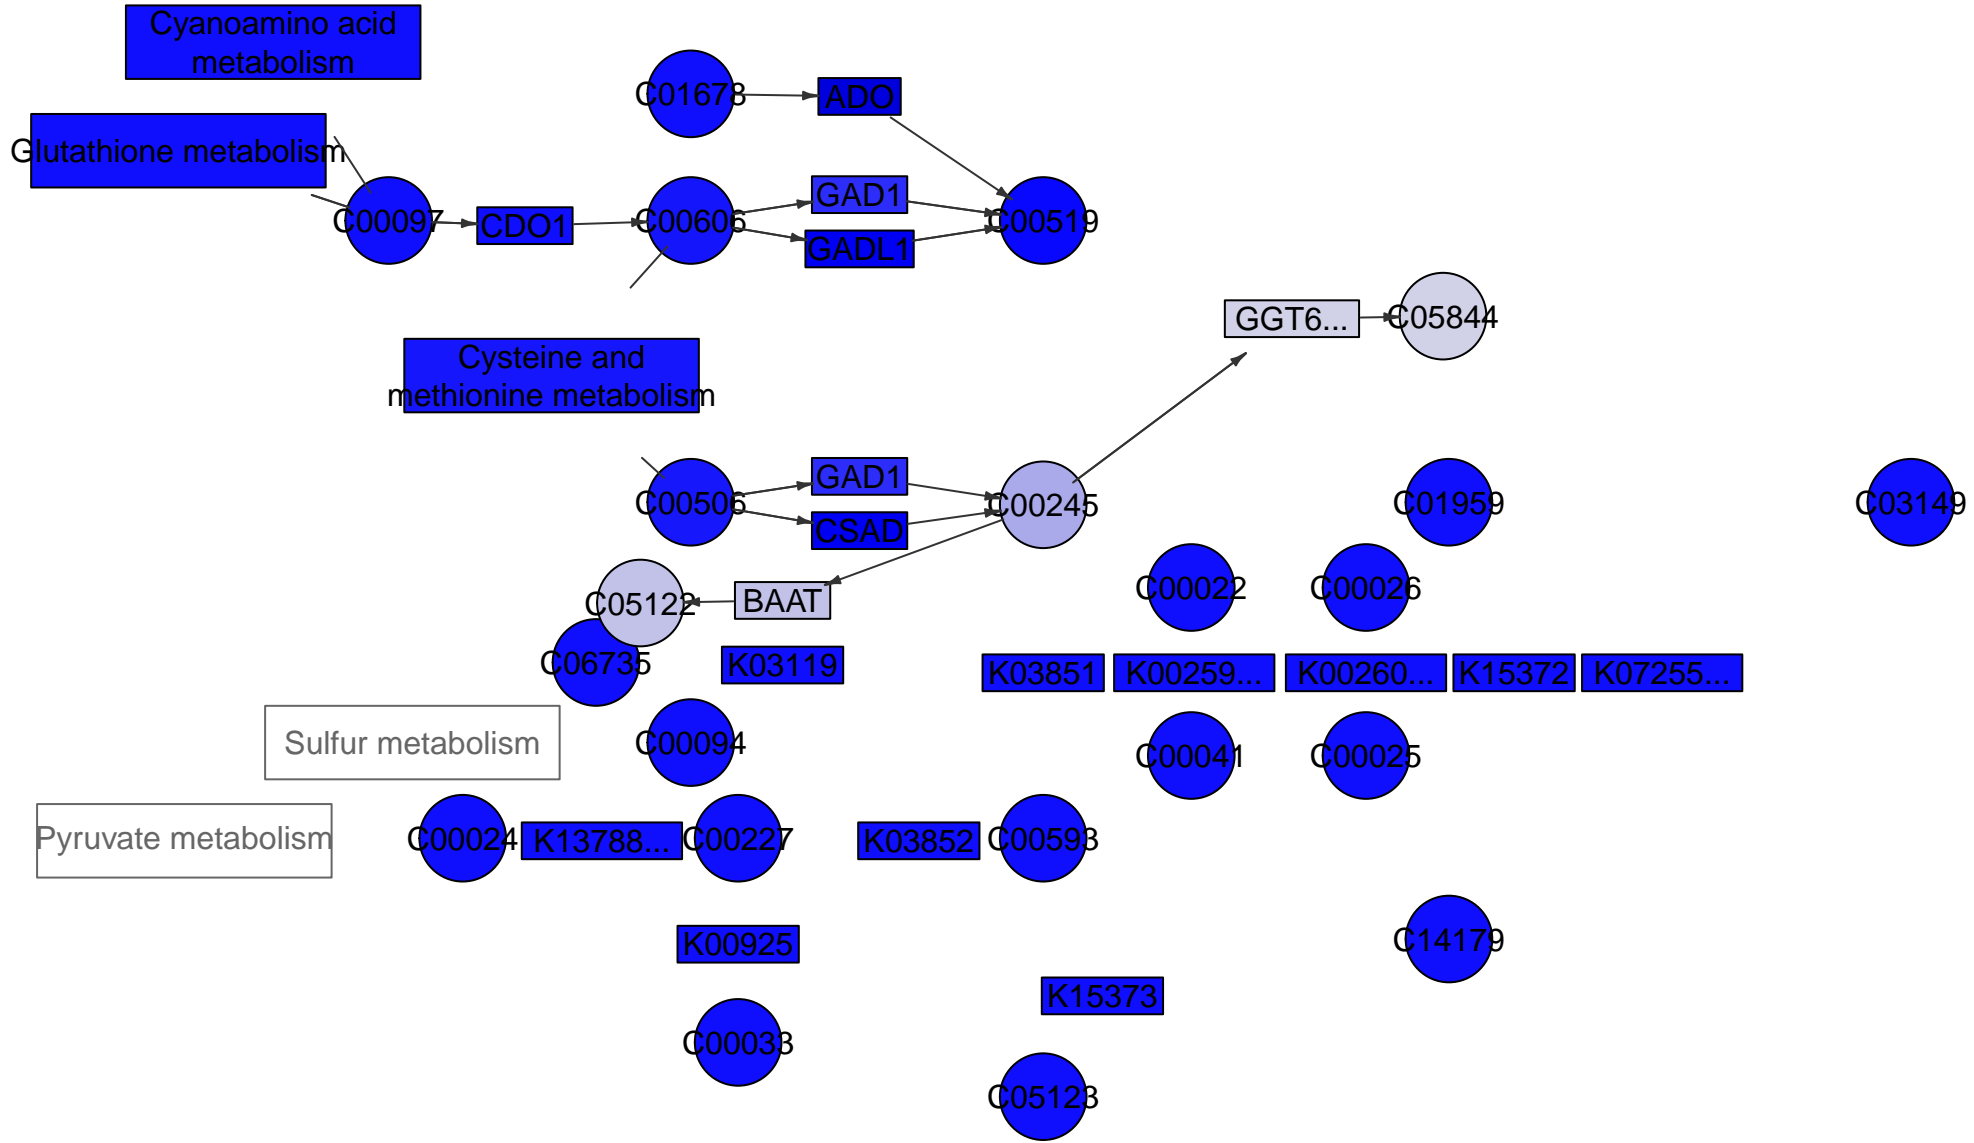 Cyanoamino acid
metabolism
C01678
ADO
Glutathione metabolism
C00097
CDO1
C00606
GAD1
GADL1
C00519
GGT6...
C05844
Cysteine and
methionine metabolism
C00506
GAD1
CSAD
C00245
C01959
C03149
C05122
BAAT
C00022
C00026
C06735
K03119
K03851
K00259...
K00260...
K15372
K07255...
Sulfur metabolism
C00094
C00041
C00025
Pyruvate metabolism
C00024
K13788...
C00227
K03852
C00593
K00925
C14179
K15373
C00033
C05123